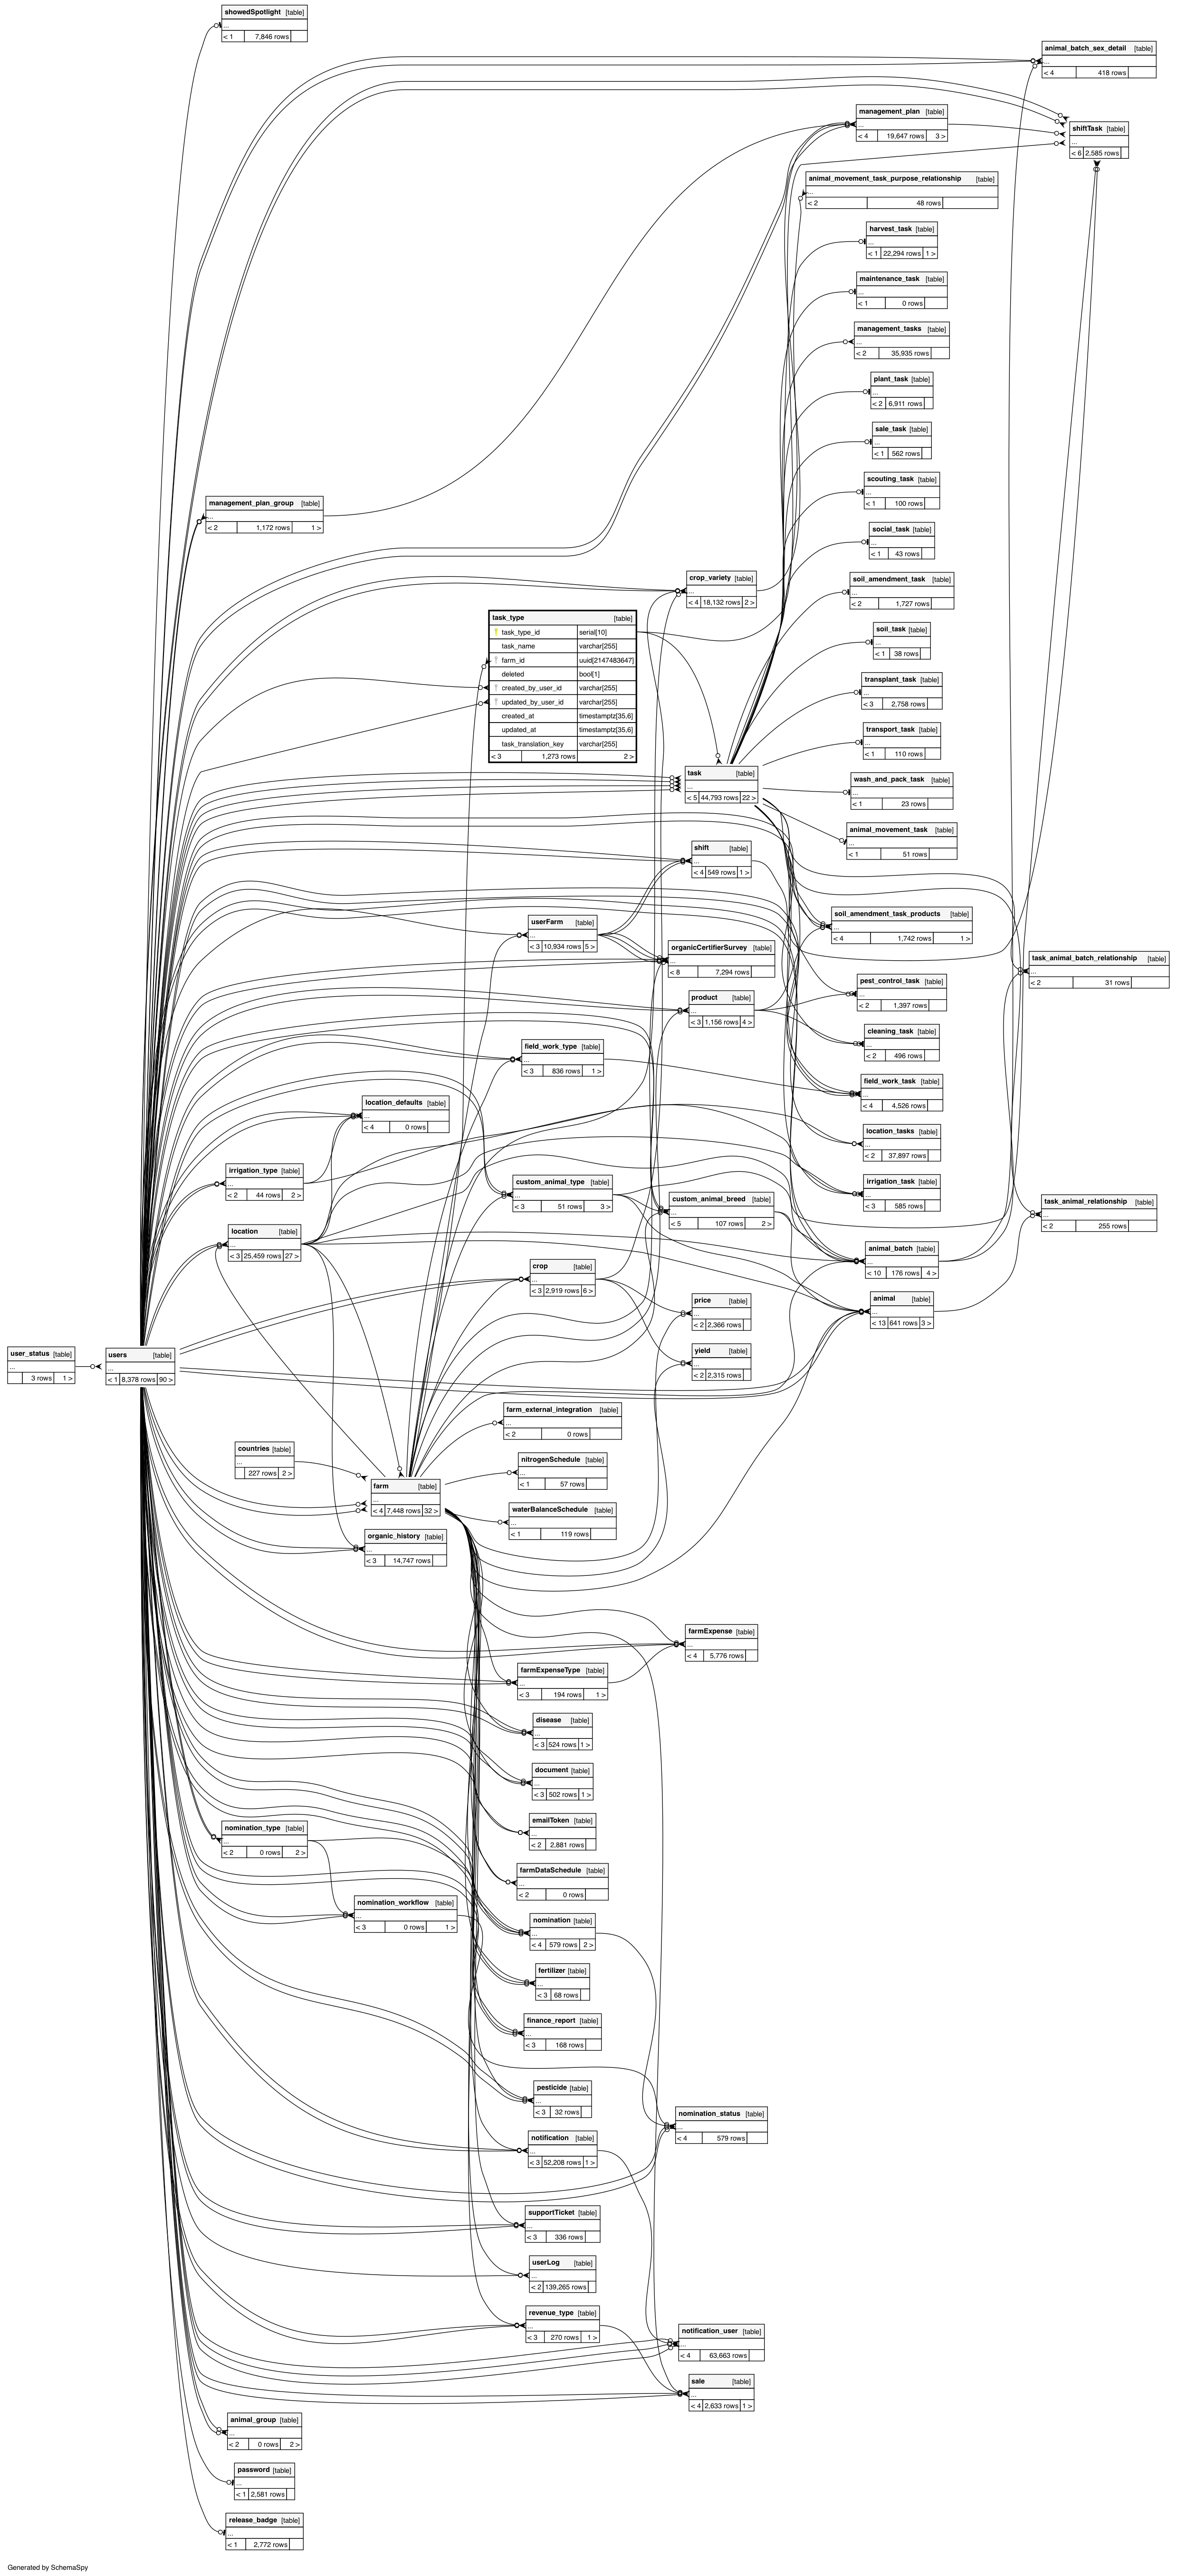 showedSpotlight [table]
...
< 1 7,846 rows
animal_batch_sex_detail [table]
...
< 4 418 rows
management_plan [table]
...
< 4 19,647 rows 3 >
shiftTask [table]
...
< 6 2,585 rows
animal_movement_task_purpose_relationship [table]
...
< 2 48 rows
harvest_task [table]
...
< 1 22,294 rows 1 >
maintenance_task [table]
...
< 1 0 rows
management_tasks [table]
...
< 2 35,935 rows
plant_task [table]
...
< 2 6,911 rows
sale_task [table]
...
< 1 562 rows
scouting_task [table]
...
< 1 100 rows
management_plan_group [table]
...
< 2 1,172 rows 1 >
social_task [table]
...
< 1 43 rows
crop_variety [table]
...
< 4 18,132 rows 2 >
soil_amendment_task [table]
...
< 2 1,727 rows
task_type [table]
task_type_id serial[10]
task_name varchar[255]
farm_id uuid[2147483647]
deleted bool[1]
created_by_user_id varchar[255]
updated_by_user_id varchar[255]
created_at timestamptz[35,6]
updated_at timestamptz[35,6]
task_translation_key varchar[255]
< 3 1,273 rows 2 >
soil_task [table]
...
< 1 38 rows
transplant_task [table]
...
< 3 2,758 rows
transport_task [table]
...
< 1 110 rows
task [table]
...
< 5 44,793 rows 22 >
wash_and_pack_task [table]
...
< 1 23 rows
animal_movement_task [table]
...
< 1 51 rows
shift [table]
...
< 4 549 rows 1 >
userFarm [table]
...
< 3 10,934 rows 5 >
soil_amendment_task_products [table]
...
< 4 1,742 rows 1 >
organicCertifierSurvey [table]
...
< 8 7,294 rows
task_animal_batch_relationship [table]
...
< 2 31 rows
product [table]
...
< 3 1,156 rows 4 >
pest_control_task [table]
...
< 2 1,397 rows
field_work_type [table]
...
< 3 836 rows 1 >
cleaning_task [table]
...
< 2 496 rows
location_defaults [table]
...
< 4 0 rows
field_work_task [table]
...
< 4 4,526 rows
location_tasks [table]
...
< 2 37,897 rows
irrigation_type [table]
...
< 2 44 rows 2 >
custom_animal_type [table]
...
< 3 51 rows 3 >
irrigation_task [table]
...
< 3 585 rows
custom_animal_breed [table]
...
< 5 107 rows 2 >
task_animal_relationship [table]
...
< 2 255 rows
location [table]
...
< 3 25,459 rows 27 >
animal_batch [table]
...
< 10 176 rows 4 >
crop [table]
...
< 3 2,919 rows 6 >
price [table]
...
< 2 2,366 rows
animal [table]
...
< 13 641 rows 3 >
user_status [table]
...
3 rows 1 >
users [table]
...
< 1 8,378 rows 90 >
yield [table]
...
< 2 2,315 rows
farm_external_integration [table]
...
< 2 0 rows
countries [table]
...
227 rows 2 >
nitrogenSchedule [table]
...
< 1 57 rows
farm [table]
...
< 4 7,448 rows 32 >
waterBalanceSchedule [table]
...
< 1 119 rows
organic_history [table]
...
< 3 14,747 rows
farmExpense [table]
...
< 4 5,776 rows
farmExpenseType [table]
...
< 3 194 rows 1 >
disease [table]
...
< 3 524 rows 1 >
document [table]
...
< 3 502 rows 1 >
emailToken [table]
...
< 2 2,881 rows
nomination_type [table]
...
< 2 0 rows 2 >
farmDataSchedule [table]
...
< 2 0 rows
nomination_workflow [table]
...
< 3 0 rows 1 >
nomination [table]
...
< 4 579 rows 2 >
fertilizer [table]
...
< 3 68 rows
finance_report [table]
...
< 3 168 rows
pesticide [table]
...
< 3 32 rows
nomination_status [table]
...
< 4 579 rows
notification [table]
...
< 3 52,208 rows 1 >
supportTicket [table]
...
< 3 336 rows
userLog [table]
...
< 2 139,265 rows
revenue_type [table]
...
< 3 270 rows 1 >
notification_user [table]
...
< 4 63,663 rows
sale [table]
...
< 4 2,633 rows 1 >
animal_group [table]
...
< 2 0 rows 2 >
password [table]
...
< 1 2,581 rows
release_badge [table]
...
< 1 2,772 rows
Generated by SchemaSpy